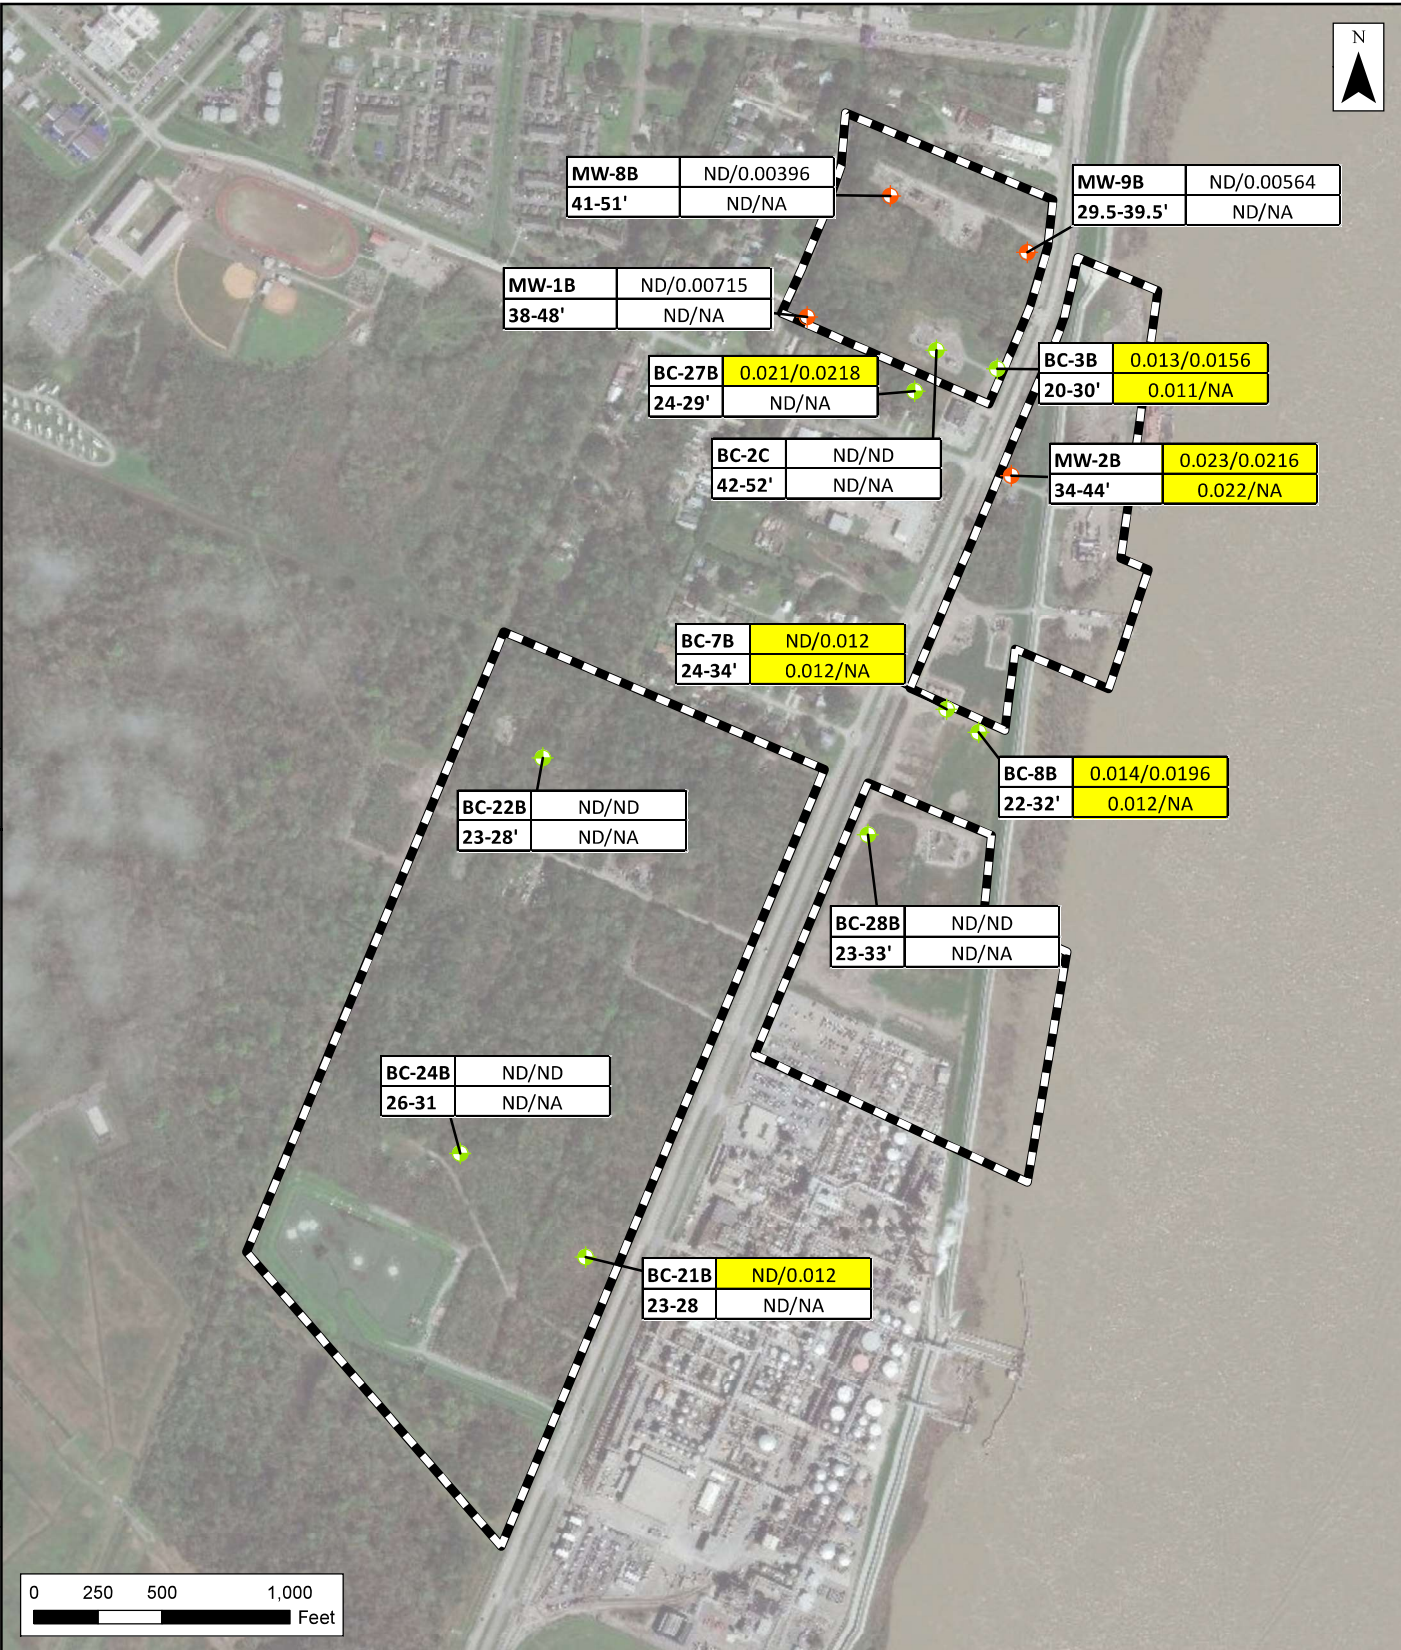 N
MW-8B ND/0.00396
41-51' ND/NA
MW-9B ND/0.00564
29.5-39.5' ND/NA
MW-1B ND/0.00715
38-48' ND/NA
BC-27B 0.021/0.0218
24-29' ND/NA
BC-3B 0.013/0.0156
20-30' 0.011/NA
BC-2C ND/ND
42-52' ND/NA
MW-2B 0.023/0.0216
34-44' 0.022/NA
BC-7B ND/0.012
24-34' 0.012/NA
BC-8B 0.014/0.0196
22-32' 0.012/NA
BC-22B ND/ND
23-28' ND/NA
BC-28B ND/ND
23-33' ND/NA
BC-24B ND/ND
26-31 ND/NA
BC-21B ND/0.012
23-28 ND/NA
0 250 500 1,000
Feet